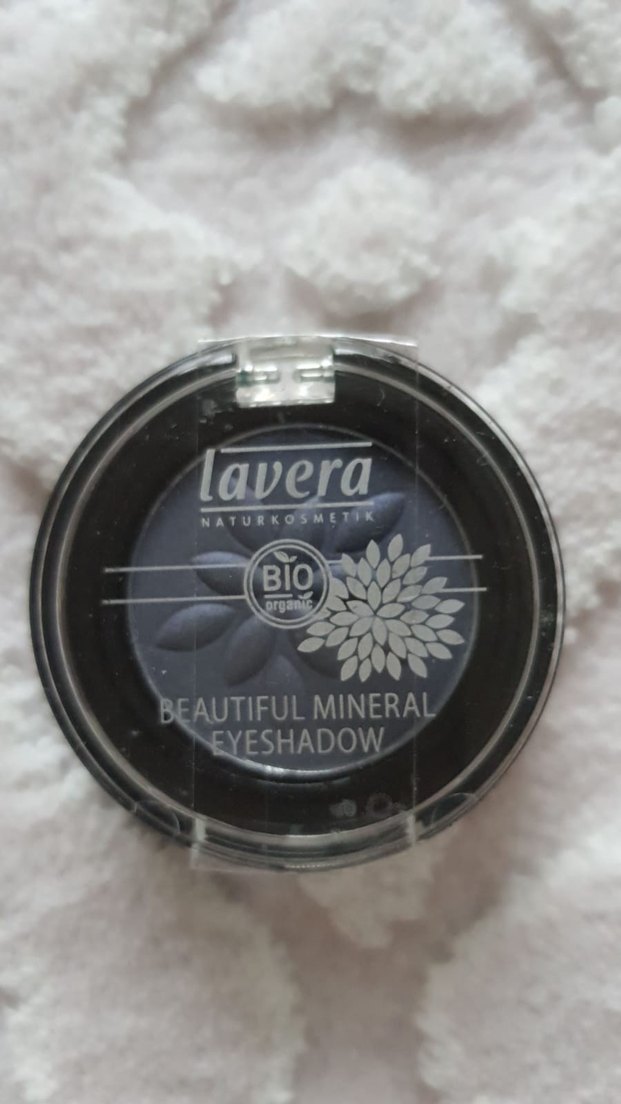 lavera
NATURKOSMETIK
BIO
organic
BEAUTIFUL MINERAL
EYESHADOW